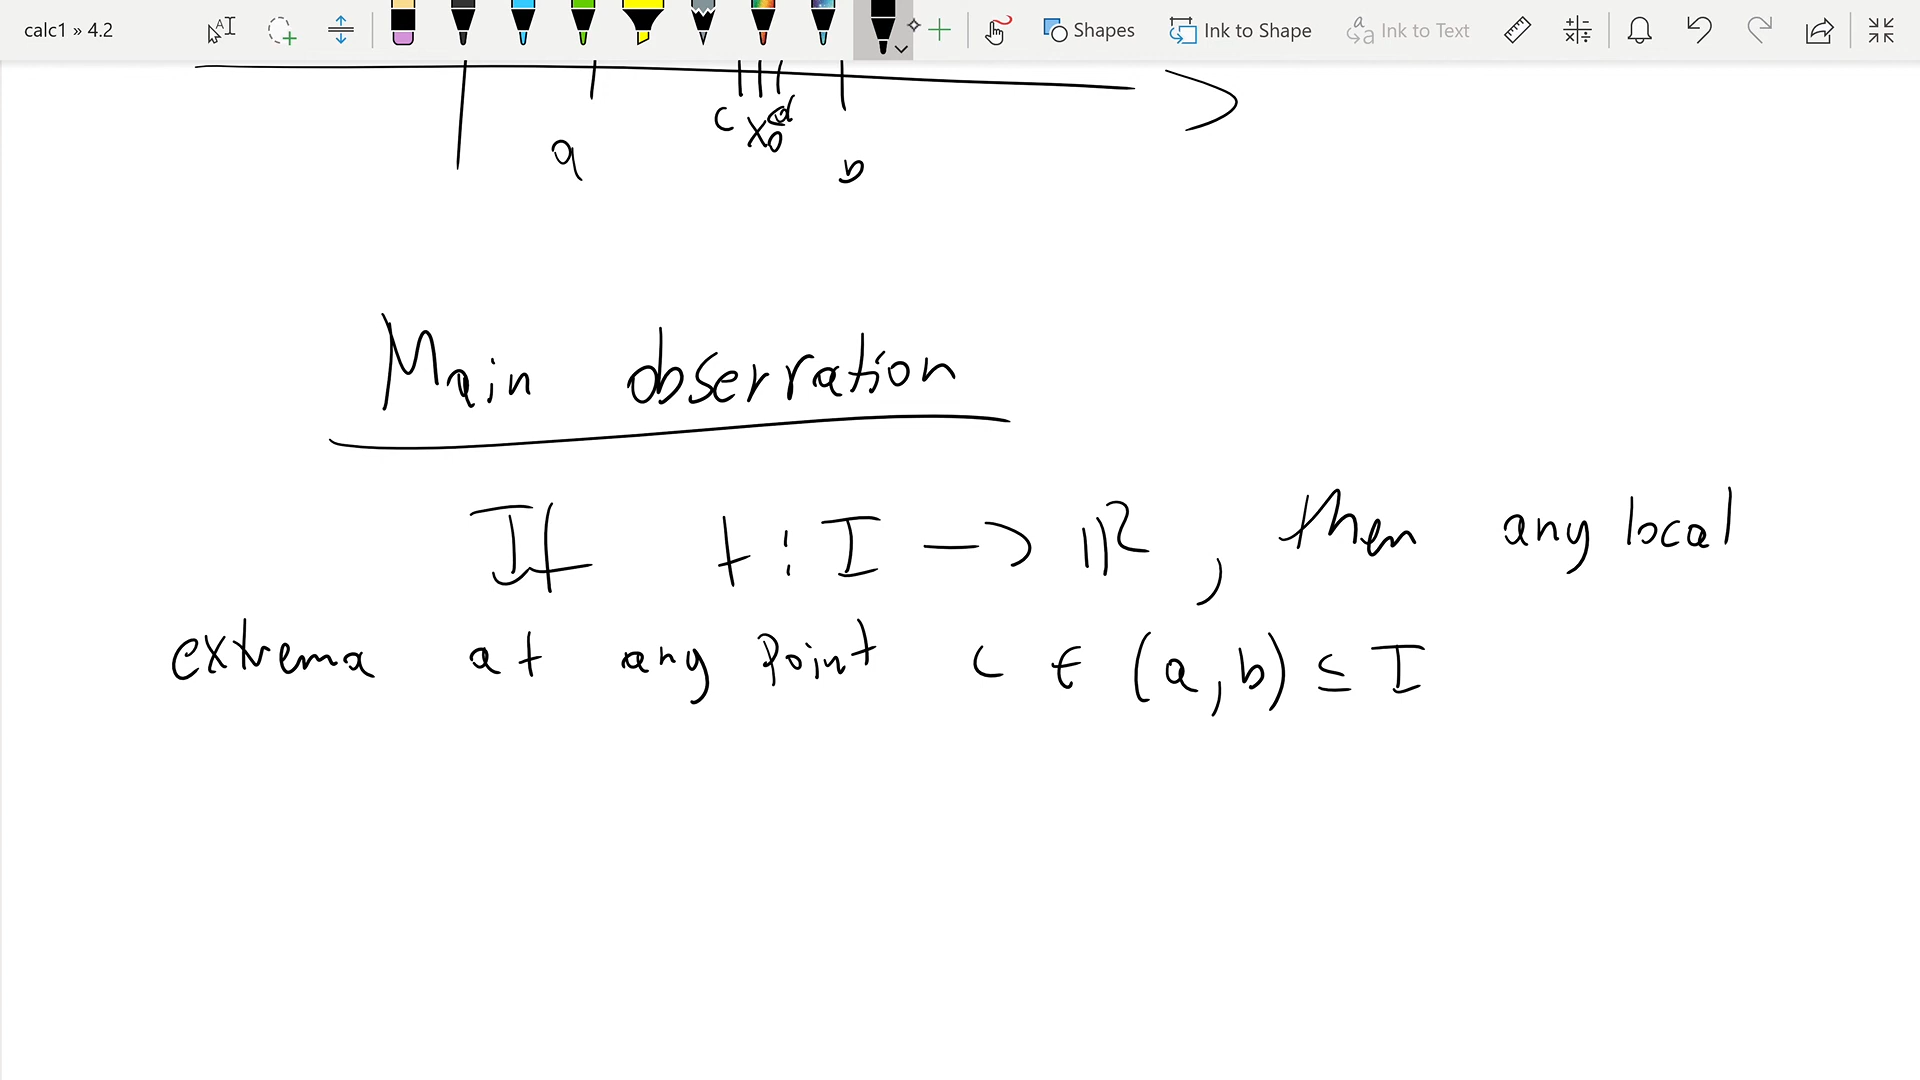 calc1 » 4.2 Shapes Ink to Shape Ink to Text
c x₀ d
a b
Main observation
If f : I → ℝ , then any local
extrema at any point c ∈ (a, b) ⊆ I